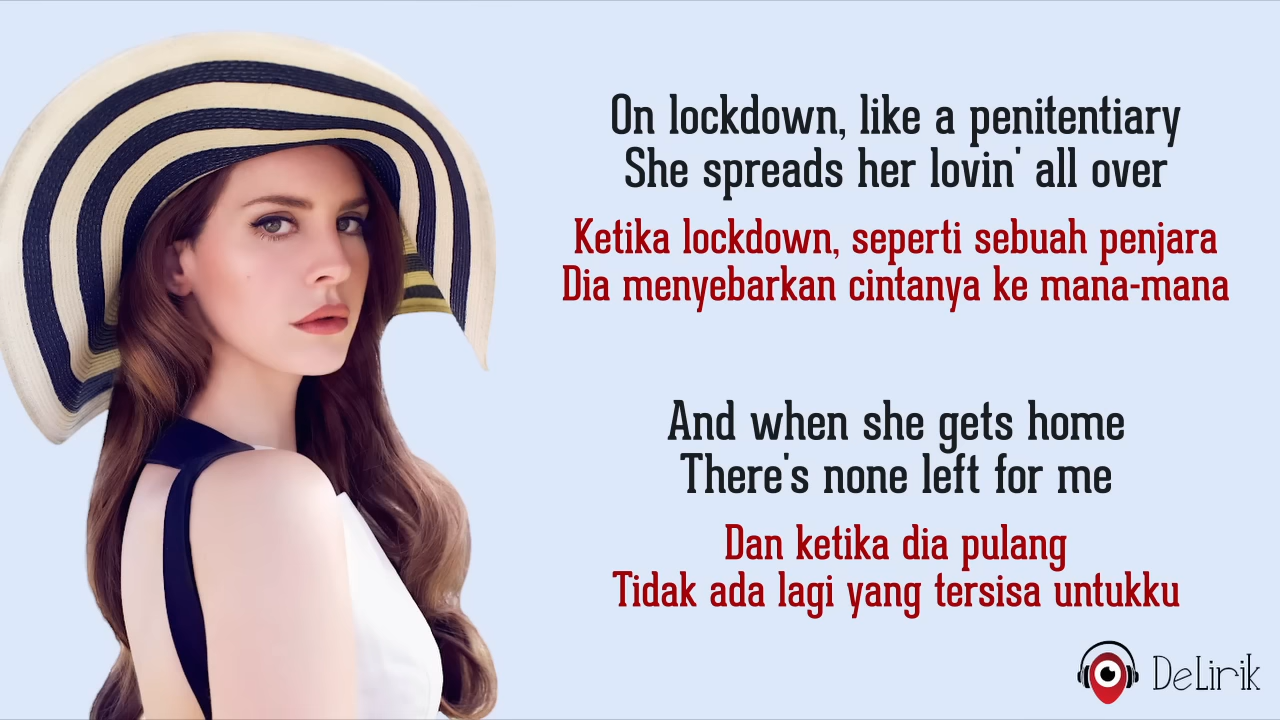 On lockdown, like a penitentiary
She spreads her lovin' all over
Ketika lockdown, seperti sebuah penjara
Dia menyebarkan cintanya ke mana-mana
And when she gets home
There's none left for me
Dan ketika dia pulang
Tidak ada lagi yang tersisa untukku
DeLirik